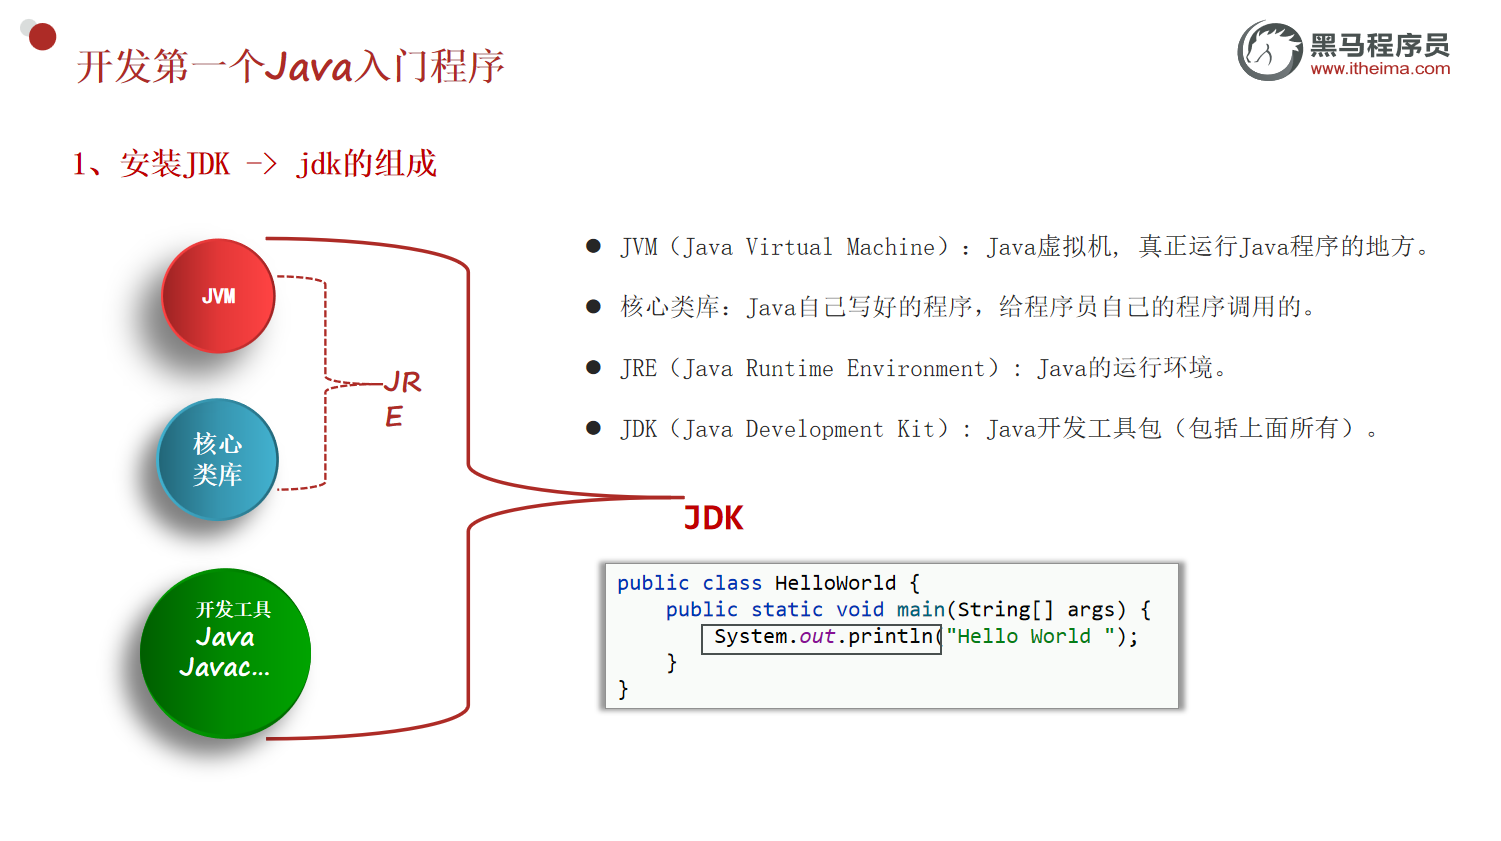 开发第一个Java入门程序
黑马程序员
www.itheima.com
1、安装JDK -> jdk的组成
JVM
核心
类库
开发工具
Java
Javac...
JR
E
JDK
JVM（Java Virtual Machine）：Java虚拟机, 真正运行Java程序的地方。
核心类库：Java自己写好的程序，给程序员自己的程序调用的。
JRE（Java Runtime Environment）：Java的运行环境。
JDK（Java Development Kit）：Java开发工具包（包括上面所有）。
public class HelloWorld {
    public static void main(String[] args) {
        System.out.println("Hello World ");
    }
}